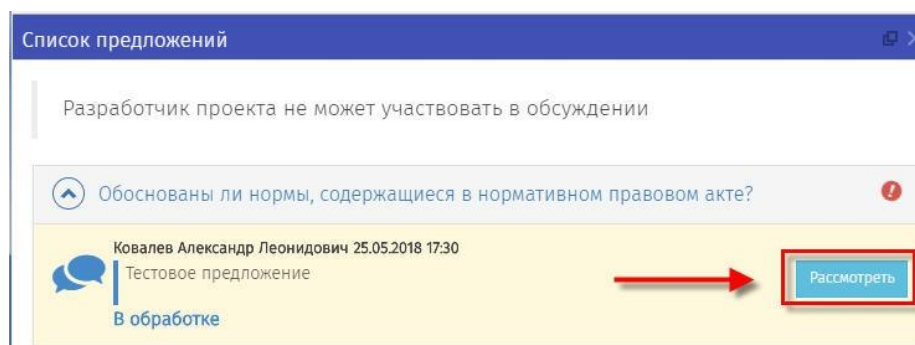 Список предложений
Разработчик проекта не может участвовать в обсуждении
Обоснованы ли нормы, содержащиеся в нормативном правовом акте?
Ковалев Александр Леонидович 25.05.2018 17:30
Тестовое предложение
Рассмотреть
В обработке